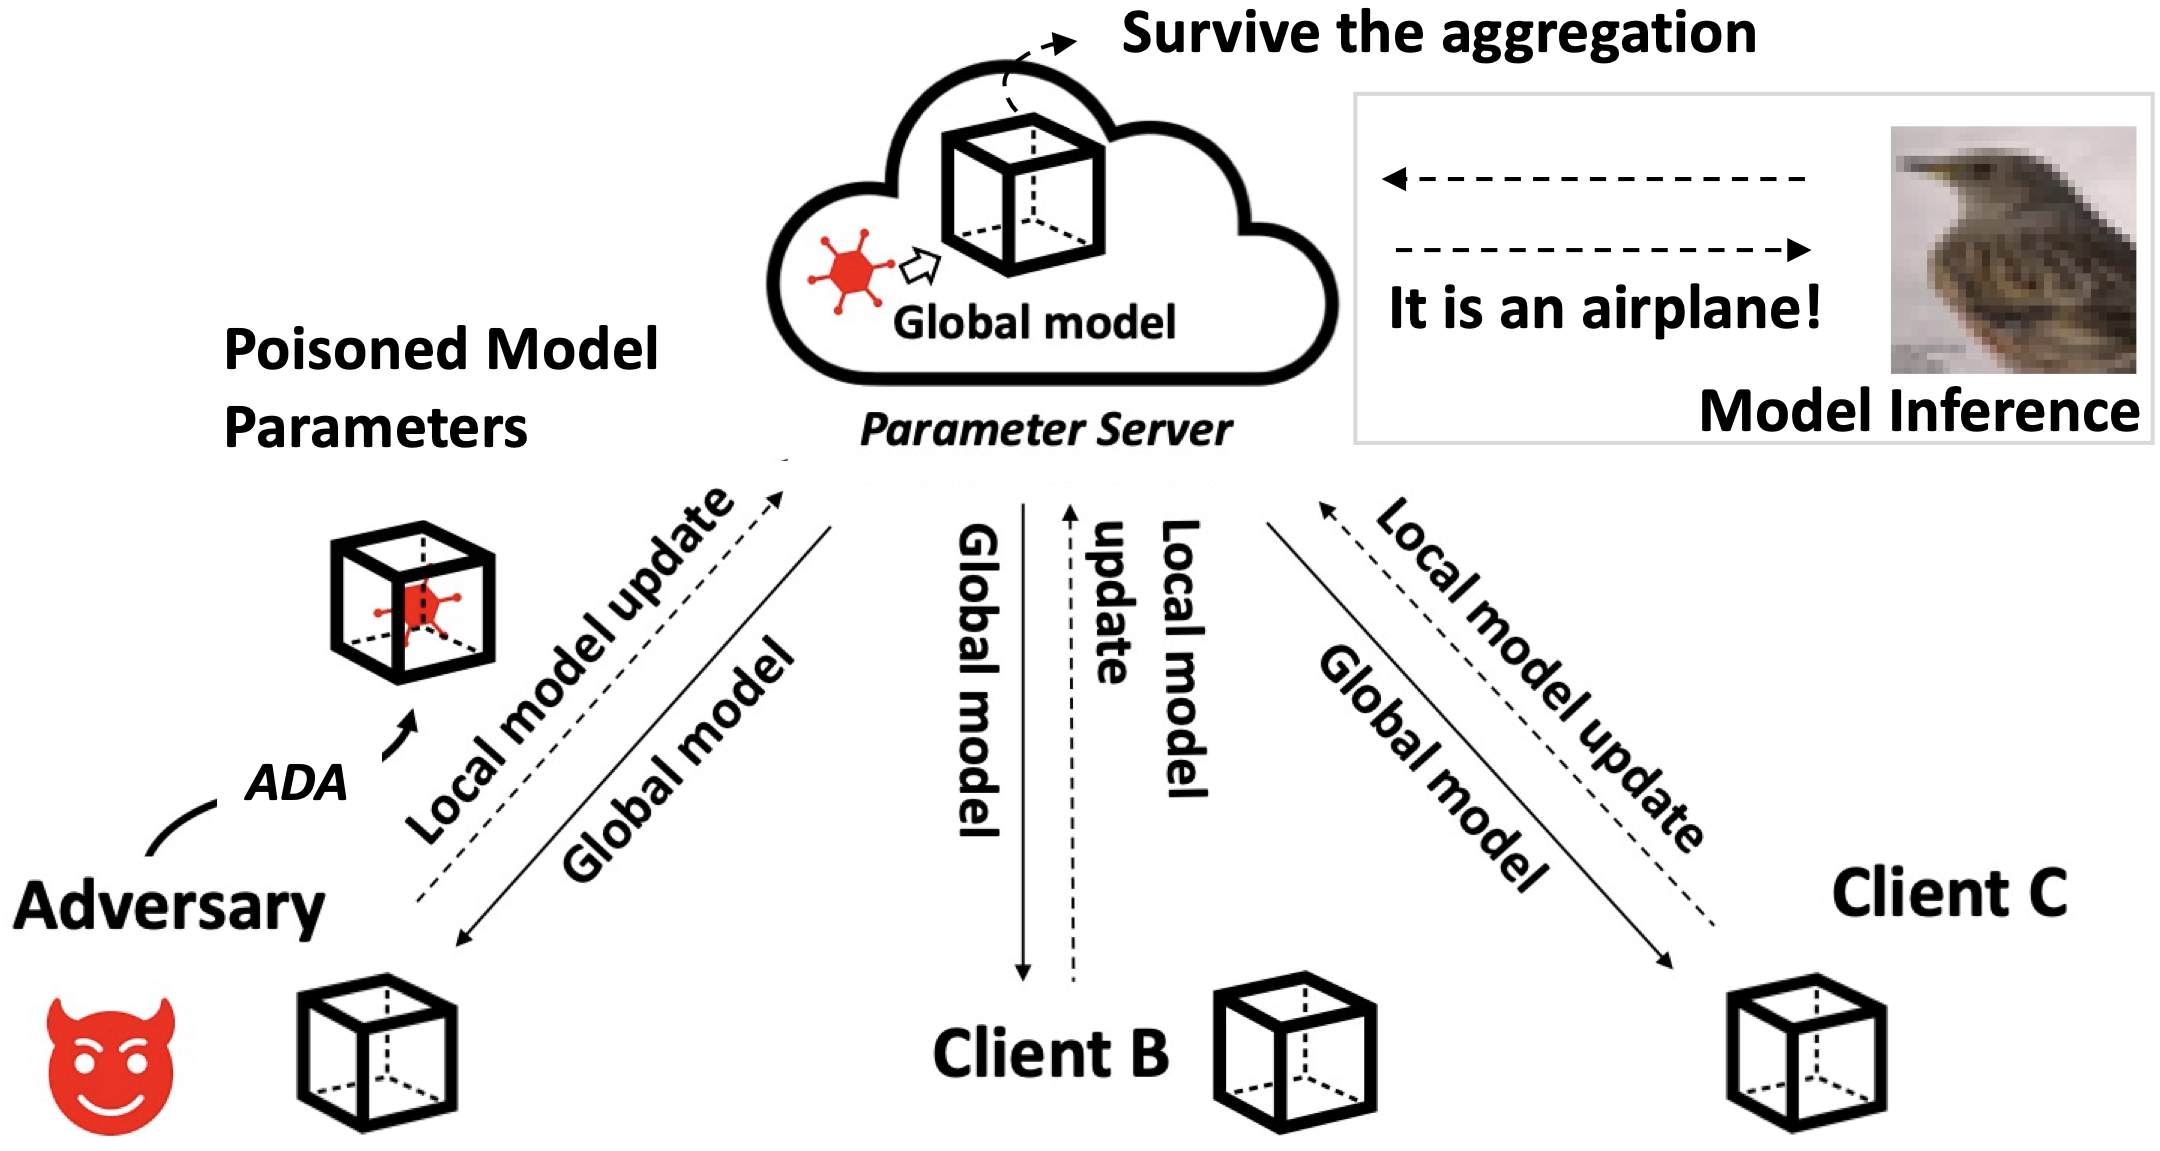 Survive the aggregation
Global model
Parameter Server
It is an airplane!
Model Inference
Poisoned Model
Parameters
ADA
Adversary
Local model update
Global model
Global model
Local model
update
Local model update
Global model
Client B
Client C